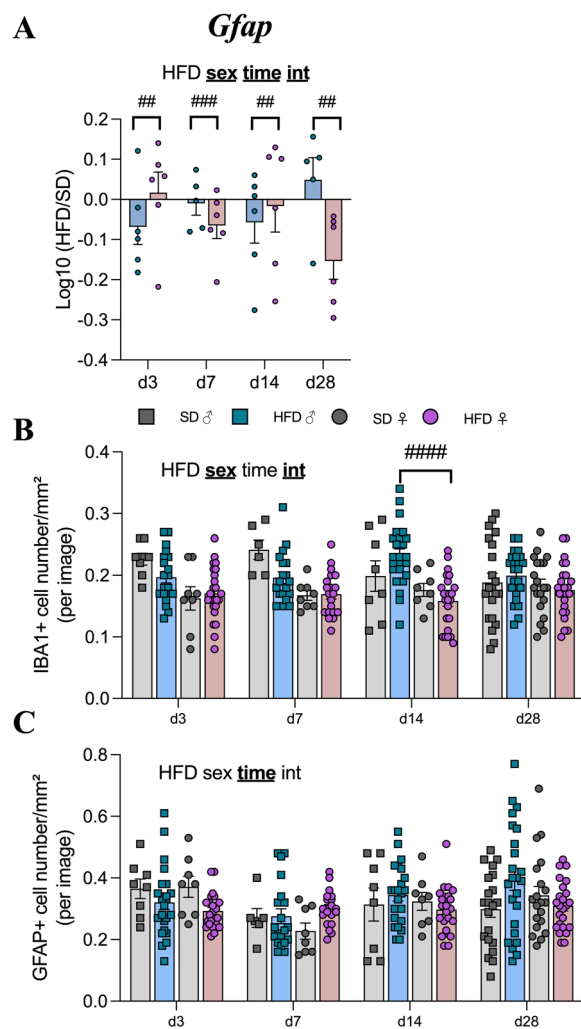 A
Gfap
HFD sex time int
## ### ## ##
Log10 (HFD/SD)
0.2
0.1
0.0
-0.1
-0.2
-0.3
-0.4
d3 d7 d14 d28
SD ♂ HFD ♂ SD ♀ HFD ♀
B
HFD sex time int
####
IBA1+ cell number/mm²
(per image)
0.4
0.3
0.2
0.1
0.0
d3 d7 d14 d28
C
HFD sex time int
GFAP+ cell number/mm²
(per image)
0.8
0.6
0.4
0.2
0.0
d3 d7 d14 d28